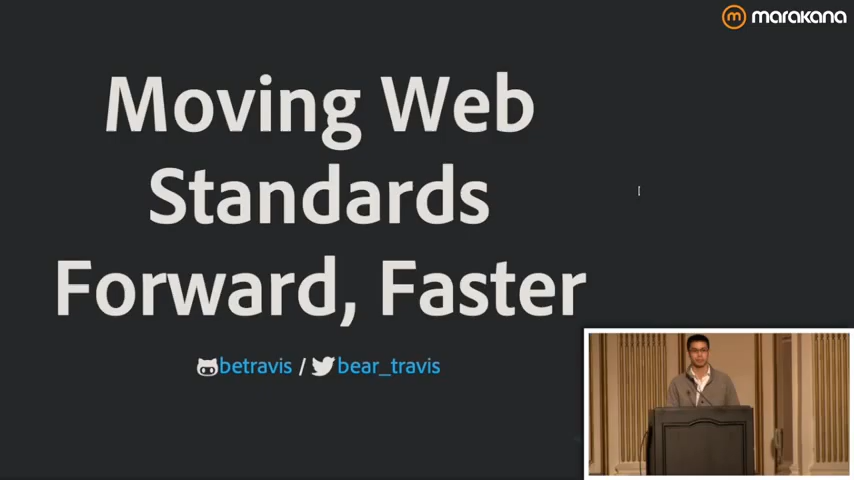 marakana
Moving Web
Standards
Forward, Faster
betravis / bear_travis